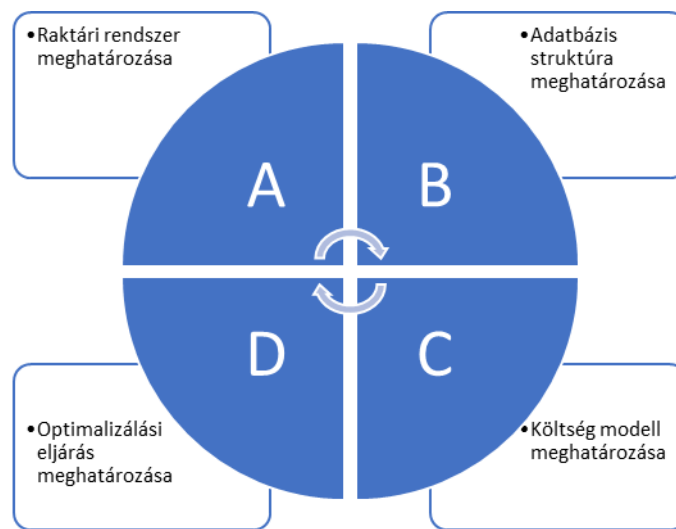 •Raktári rendszer
meghatározása
•Adatbázis
struktúra
meghatározása
A
B
D
C
•Optimalizálási
eljárás
meghatározása
•Költség modell
meghatározása